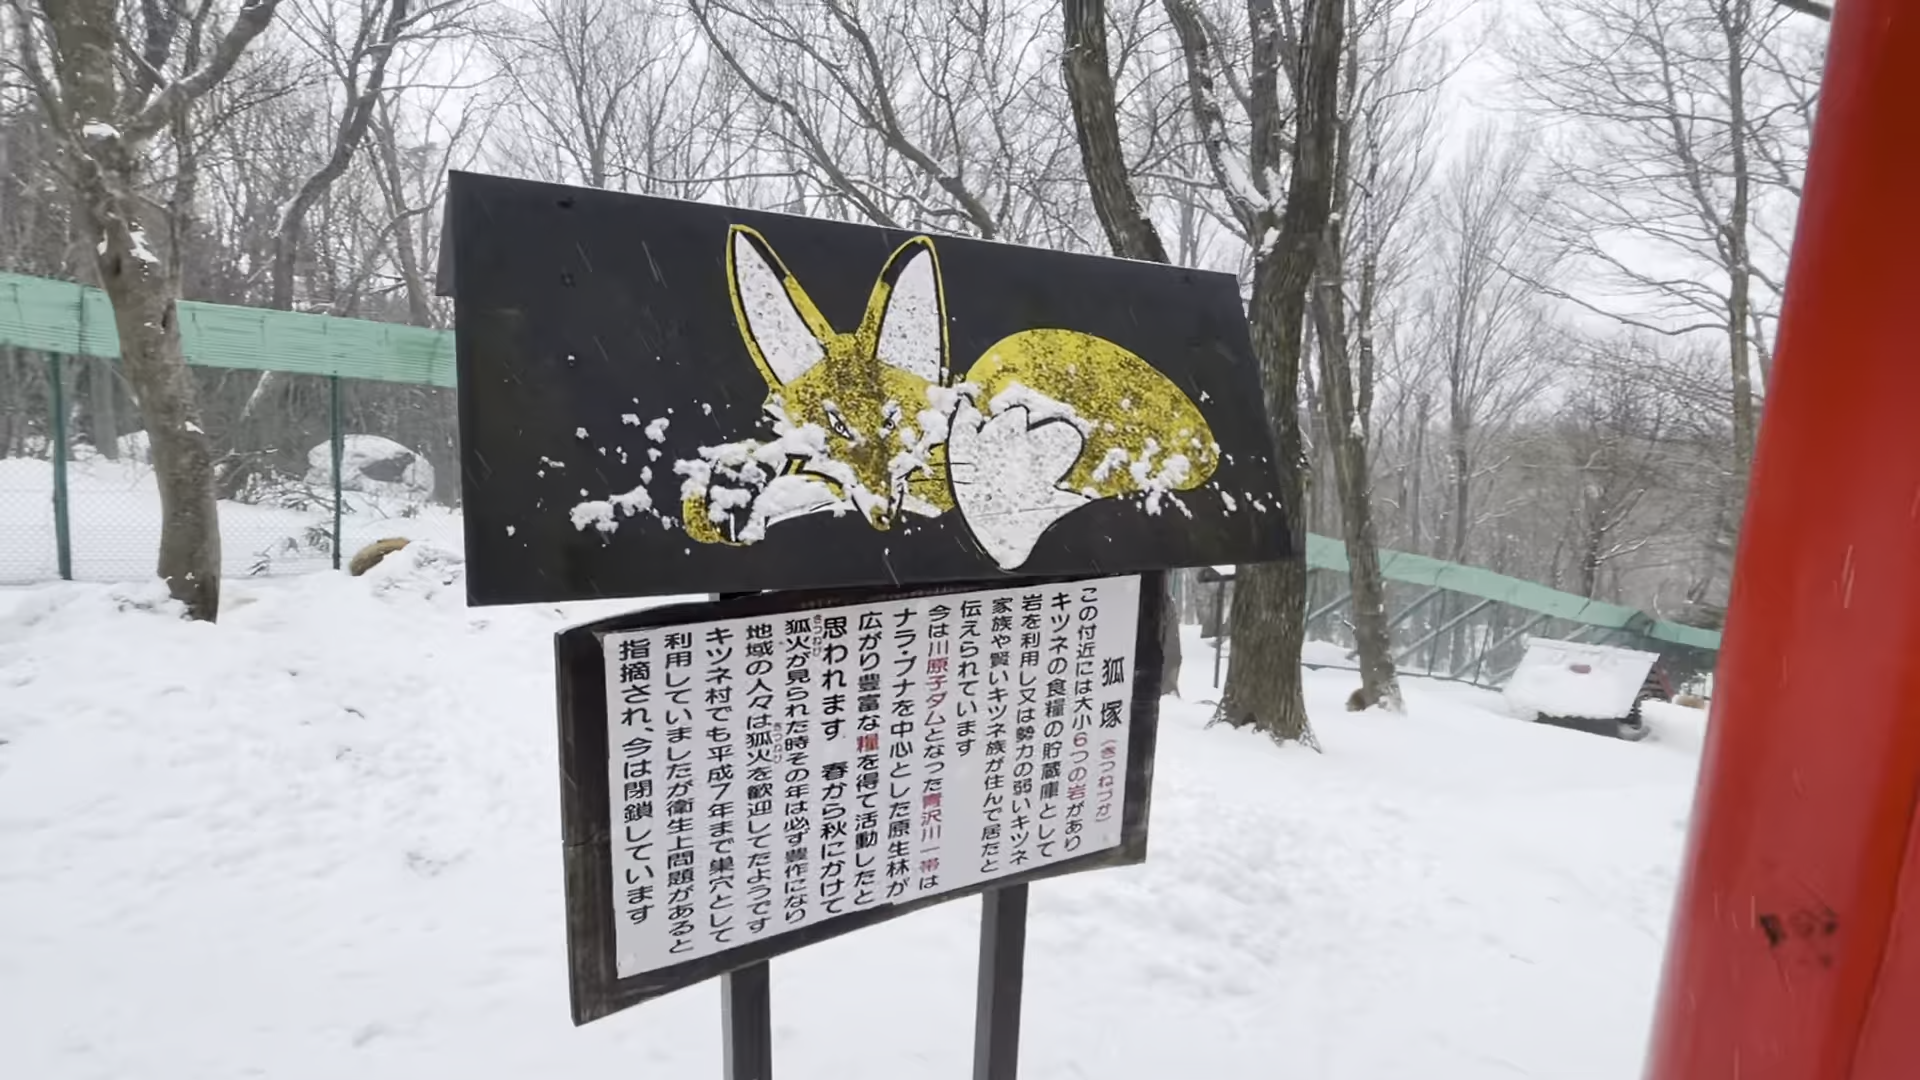 狐塚(きつねづか)
この付近には大小6つの岩があり
キツネの食糧の貯蔵庫として
岩を利用し又は勢力の弱いキツネ
家族や賢いキツネ族が住んで居たと
伝えられています
今は川原子ダムとなった青沢川一帯は
ナラ・ブナを中心とした原生林が
広がり豊富な糧を得て活動したと
思われます 春から秋にかけて
狐火が見られた時その年は必ず豊作になり
地域の人々は狐火を歓迎してたようです
キツネ村でも平成7年まで巣穴として
利用していましたが衛生上問題があると
指摘され、今は閉鎖しています